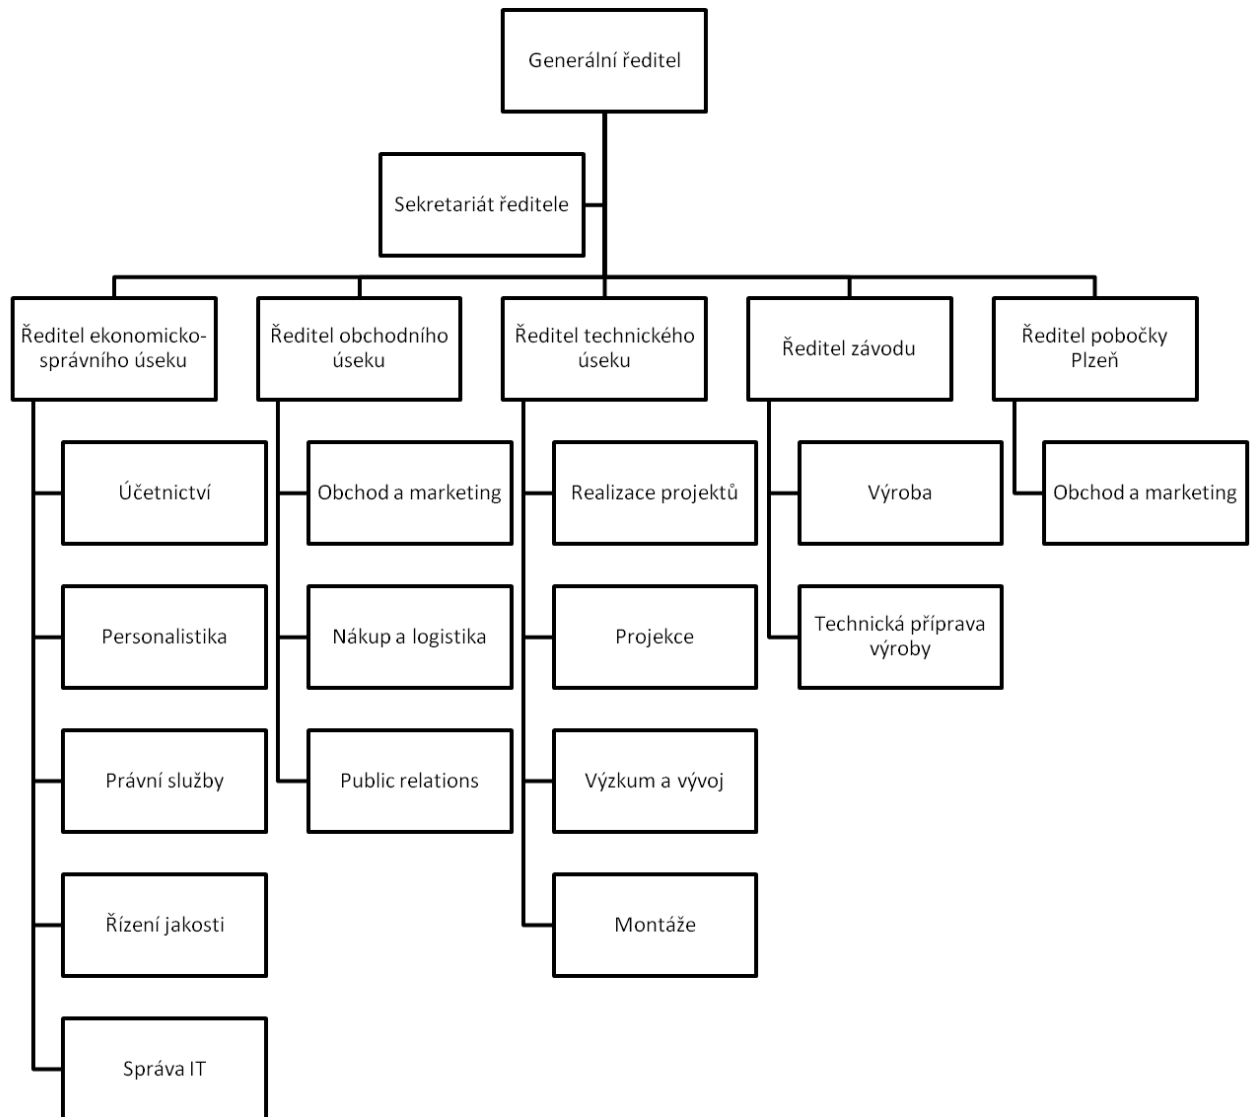 Generální ředitel
Sekretariát ředitele
Ředitel ekonomicko-
správního úseku
Ředitel obchodního
úseku
Ředitel technického
úseku
Ředitel závodu
Ředitel pobočky
Plzeň
Účetnictví
Obchod a marketing
Realizace projektů
Výroba
Obchod a marketing
Personalistika
Nákup a logistika
Projekce
Technická příprava
výroby
Právní služby
Public relations
Výzkum a vývoj
Řízení jakosti
Montáže
Správa IT